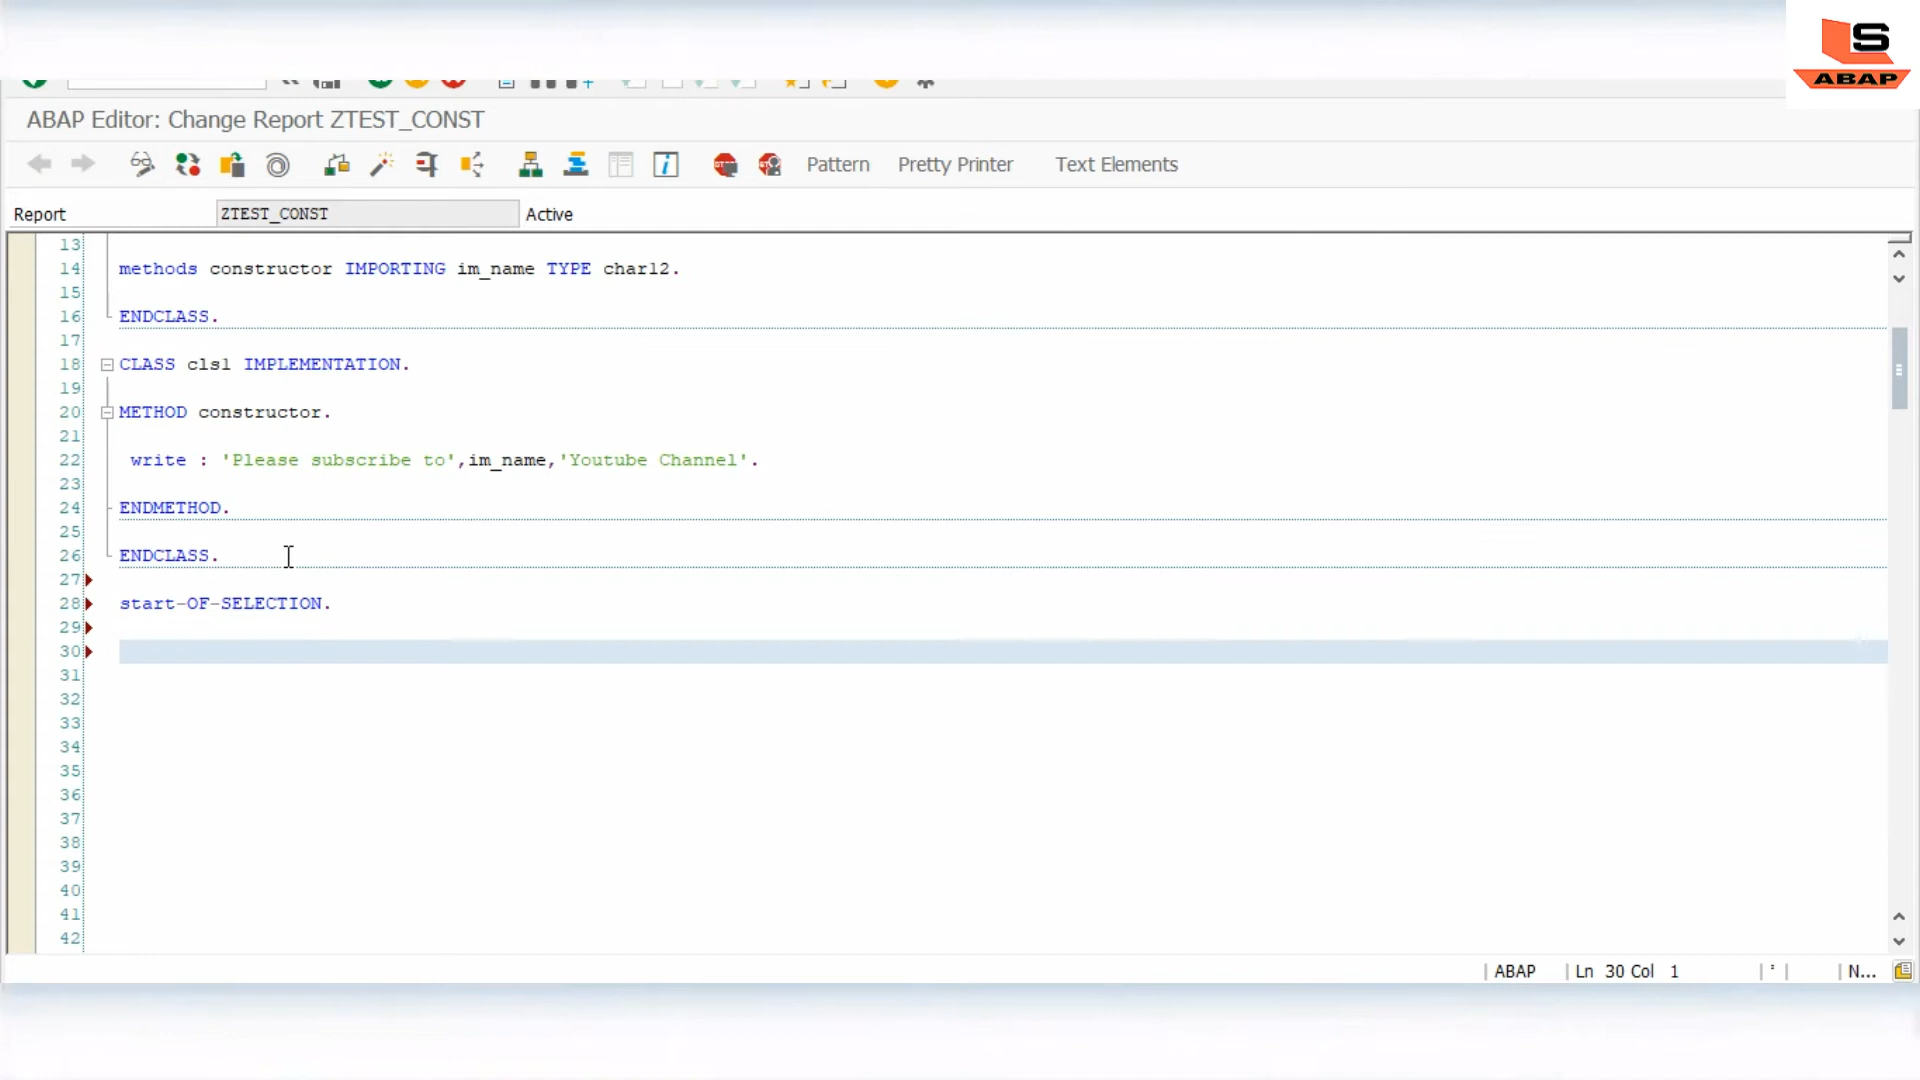 S
ABAP
ABAP Editor: Change Report ZTEST_CONST
Pattern Pretty Printer Text Elements
Report ZTEST_CONST Active
13
14 methods constructor IMPORTING im_name TYPE char12.
15
16 ENDCLASS.
17
18 CLASS cls1 IMPLEMENTATION.
19
20 METHOD constructor.
21
22 write : 'Please subscribe to',im_name,'Youtube Channel'.
23
24 ENDMETHOD.
25
26 ENDCLASS.
27
28 start-OF-SELECTION.
29
30
31
32
33
34
35
36
37
38
39
40
41
42
ABAP Ln 30 Col 1 N...